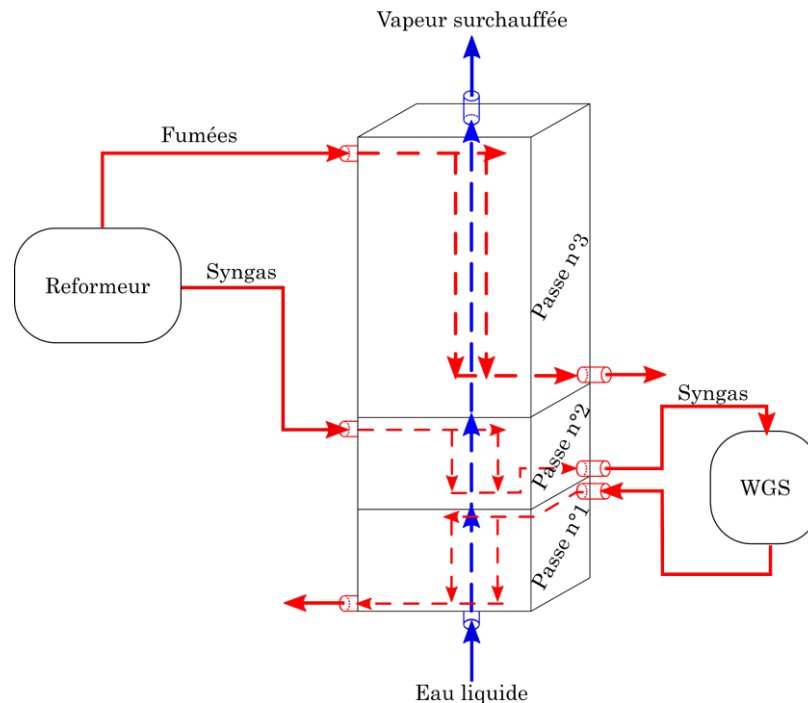 Vapeur surchauffée
Fumées
Reformeur
Syngas
Passe n°3
Passe n°2
Syngas
WGS
Passe n°1
Eau liquide